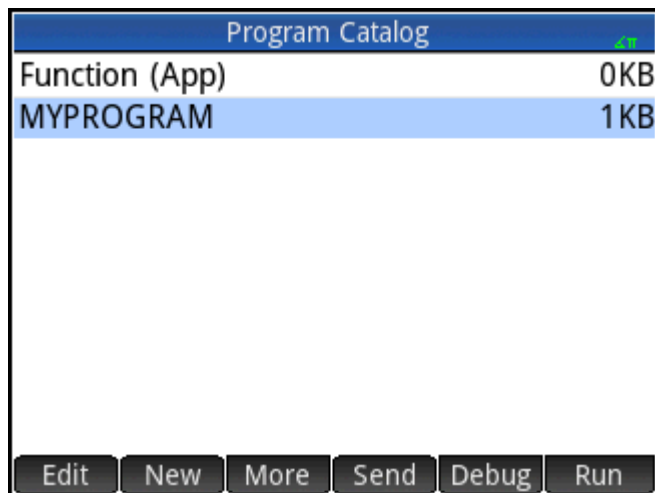 Program Catalog
∡π
Function (App) 0KB
MYPROGRAM 1KB
Edit New More Send Debug Run